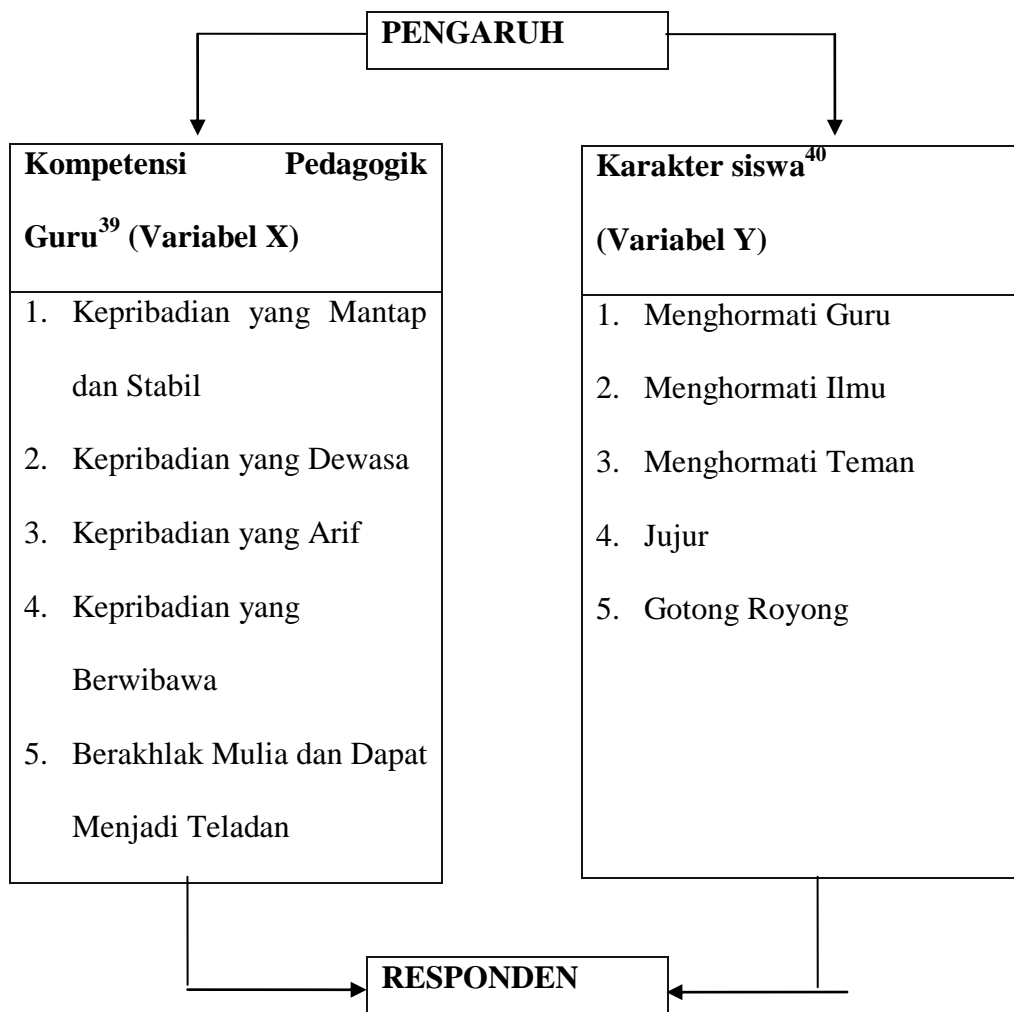 PENGARUH
Kompetensi Pedagogik
Guru³⁹ (Variabel X)
1. Kepribadian yang Mantap
dan Stabil
2. Kepribadian yang Dewasa
3. Kepribadian yang Arif
4. Kepribadian yang
Berwibawa
5. Berakhlak Mulia dan Dapat
Menjadi Teladan
Karakter siswa⁴⁰
(Variabel Y)
1. Menghormati Guru
2. Menghormati Ilmu
3. Menghormati Teman
4. Jujur
5. Gotong Royong
RESPONDEN